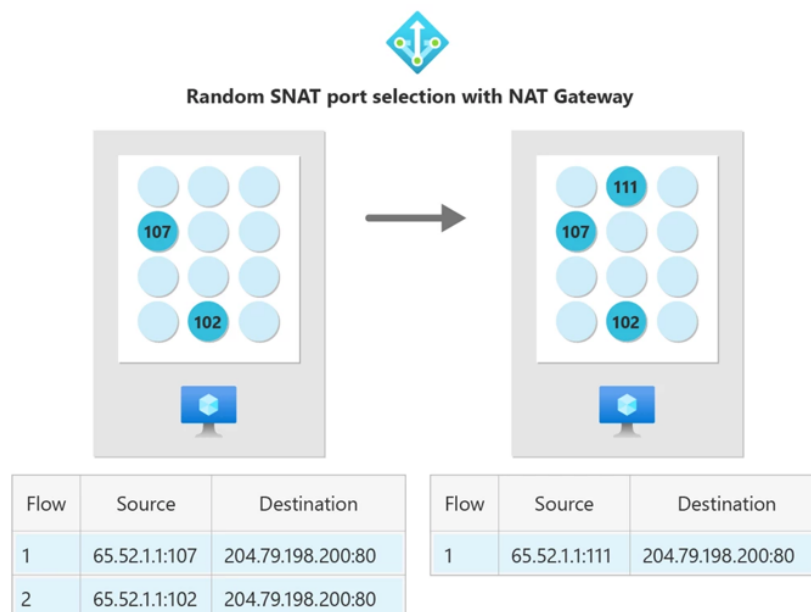 Random SNAT port selection with NAT Gateway
107
102
111
107
102
Flow Source Destination
1 65.52.1.1:107 204.79.198.200:80
2 65.52.1.1:102 204.79.198.200:80
Flow Source Destination
1 65.52.1.1:111 204.79.198.200:80